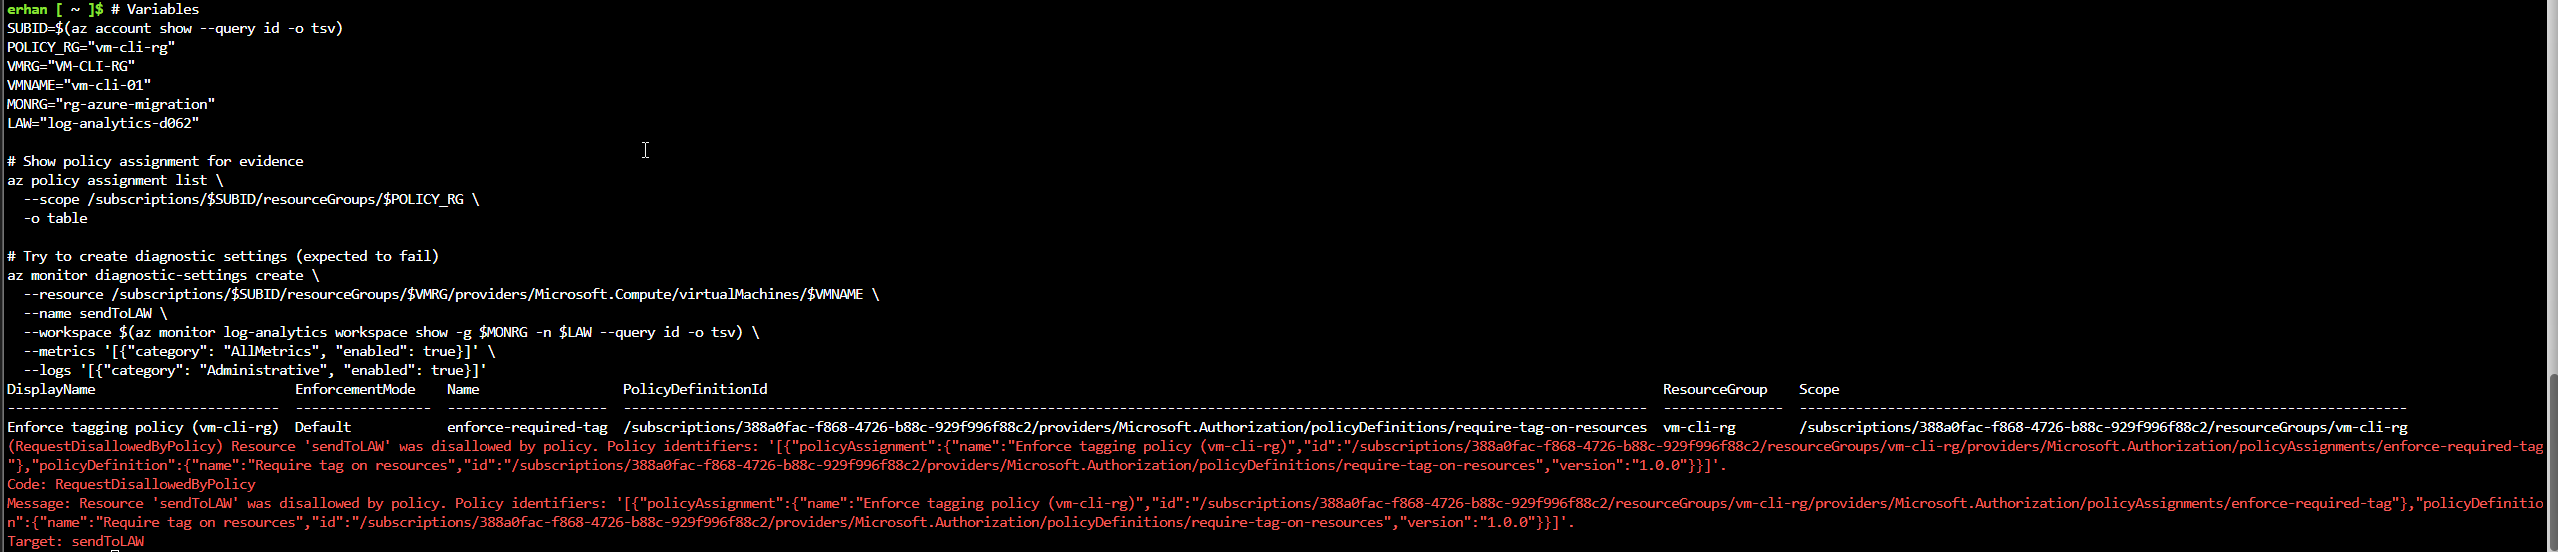 erhan [ ~ ]$ # Variables
SUBID=$(az account show --query id -o tsv)
POLICY_RG="vm-cli-rg"
VMRG="VM-CLI-RG"
VMNAME="vm-cli-01"
MONRG="rg-azure-migration"
LAW="log-analytics-d062"
# Show policy assignment for evidence
az policy assignment list \
  --scope /subscriptions/$SUBID/resourceGroups/$POLICY_RG \
  -o table
# Try to create diagnostic settings (expected to fail)
az monitor diagnostic-settings create \
  --resource /subscriptions/$SUBID/resourceGroups/$VMRG/providers/Microsoft.Compute/virtualMachines/$VMNAME \
  --name sendToLAW \
  --workspace $(az monitor log-analytics workspace show -g $MONRG -n $LAW --query id -o tsv) \
  --metrics '[{"category": "AllMetrics", "enabled": true}]' \
  --logs '[{"category": "Administrative", "enabled": true}]'
DisplayName                         EnforcementMode    Name                  PolicyDefinitionId                                                                                                                 ResourceGroup    Scope
----------------------------------  -----------------  --------------------  --------------------------------------------------------------------------------------------------------------------------------  ---------------  ----------------------------------------------------------------------------
Enforce tagging policy (vm-cli-rg)  Default            enforce-required-tag  /subscriptions/388a0fac-f868-4726-b88c-929f996f88c2/providers/Microsoft.Authorization/policyDefinitions/require-tag-on-resources  vm-cli-rg        /subscriptions/388a0fac-f868-4726-b88c-929f996f88c2/resourceGroups/vm-cli-rg
(RequestDisallowedByPolicy) Resource 'sendToLAW' was disallowed by policy. Policy identifiers: '[{"policyAssignment":{"name":"Enforce tagging policy (vm-cli-rg)","id":"/subscriptions/388a0fac-f868-4726-b88c-929f996f88c2/resourceGroups/vm-cli-rg/providers/Microsoft.Authorization/policyAssignments/enforce-required-tag
"},"policyDefinition":{"name":"Require tag on resources","id":"/subscriptions/388a0fac-f868-4726-b88c-929f996f88c2/providers/Microsoft.Authorization/policyDefinitions/require-tag-on-resources","version":"1.0.0"}}]'.
Code: RequestDisallowedByPolicy
Message: Resource 'sendToLAW' was disallowed by policy. Policy identifiers: '[{"policyAssignment":{"name":"Enforce tagging policy (vm-cli-rg)","id":"/subscriptions/388a0fac-f868-4726-b88c-929f996f88c2/resourceGroups/vm-cli-rg/providers/Microsoft.Authorization/policyAssignments/enforce-required-tag"},"policyDefinitio
n":{"name":"Require tag on resources","id":"/subscriptions/388a0fac-f868-4726-b88c-929f996f88c2/providers/Microsoft.Authorization/policyDefinitions/require-tag-on-resources","version":"1.0.0"}}]'.
Target: sendToLAW